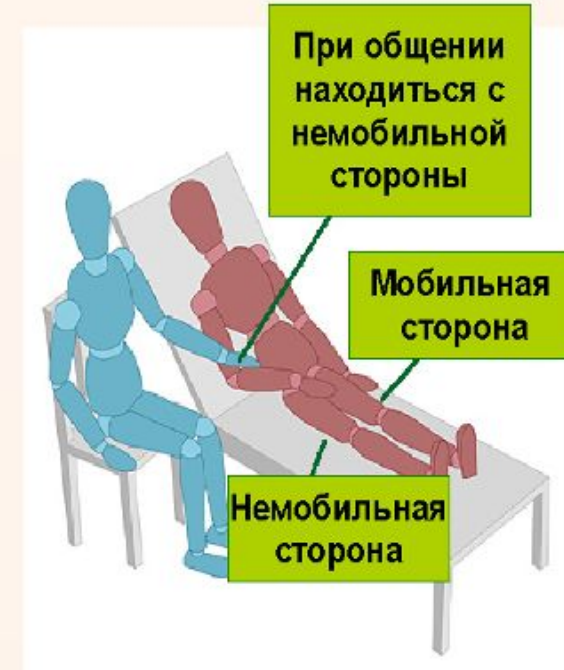 При общении
находиться с
немобильной
стороны
Мобильная
сторона
Немобильная
сторона